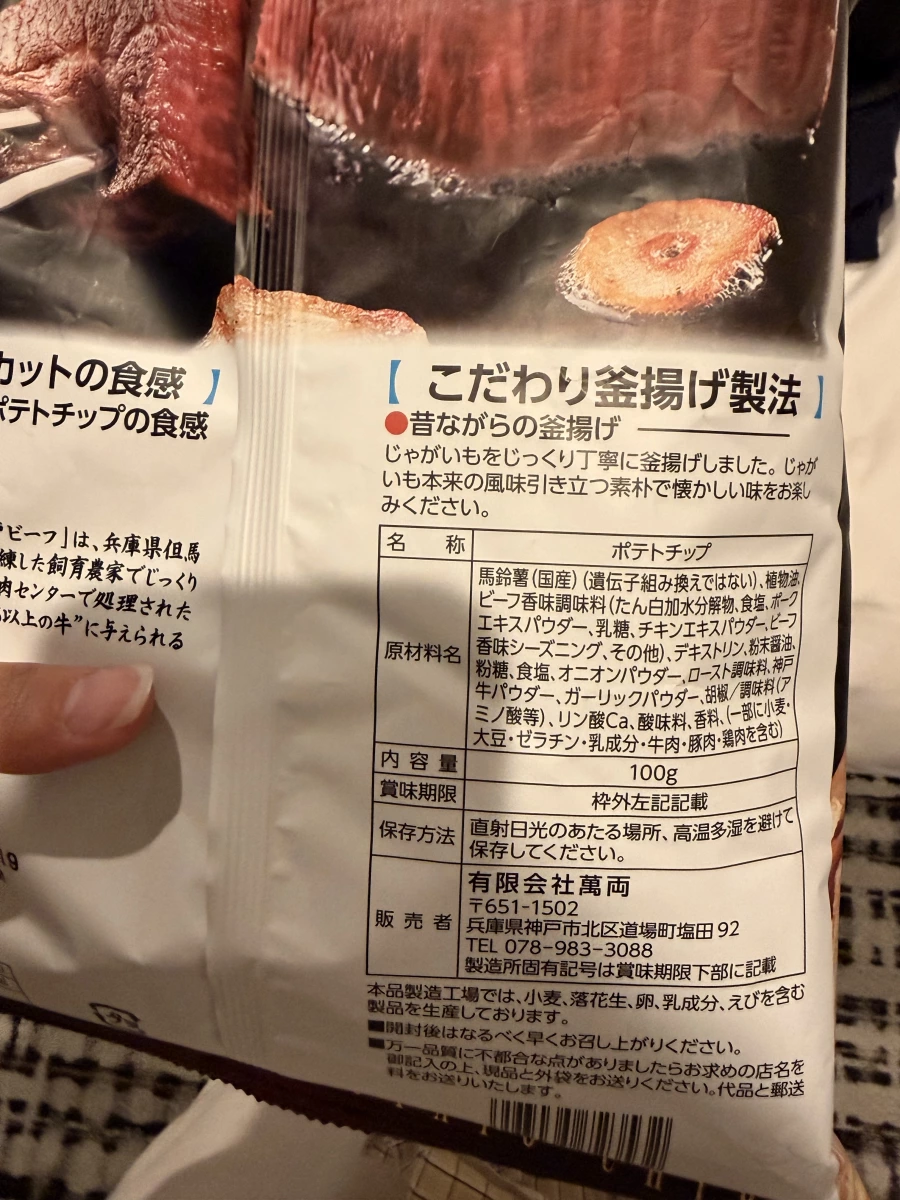 カットの食感】
ポテトチップの食感
ビーフ」は、兵庫県但馬
練した飼育農家でじっくり
肉センターで処理された
以上の牛”に与えられる
19
【こだわり釜揚げ製法】
●昔ながらの釜揚げ
じゃがいもをじっくり丁寧に釜揚げしました。じゃが
いも本来の風味引き立つ素朴で懐かしい味をお楽し
みください。
名 称 ポテトチップ
原材料名
馬鈴薯(国産)(遺伝子組み換えではない)、植物油、
ビーフ香味調味料(たん白加水分解物、食塩、ポーク
エキスパウダー、乳糖、チキンエキスパウダー、ビーフ
香味シーズニング、その他)、デキストリン、粉末醤油、
粉糖、食塩、オニオンパウダー、ロースト調味料、神戸
牛パウダー、ガーリックパウダー、胡椒/調味料(ア
ミノ酸等)、リン酸Ca、酸味料、香料、(一部に小麦・
大豆・ゼラチン・乳成分・牛肉・豚肉・鶏肉を含む)
内容量 100g
賞味期限 枠外左記記載
保存方法
直射日光のあたる場所、高温多湿を避けて
保存してください。
販売者
有限会社萬両
〒651-1502
兵庫県神戸市北区道場町塩田92
TEL 078-983-3088
製造所固有記号は賞味期限下部に記載
本品製造工場では、小麦、落花生、卵、乳成分、えびを含む
製品を生産しております。
■開封後はなるべく早くお召し上がりください。
■万一品質に不都合な点がありましたらお求めの店名を
御記入の上、現品と外袋をお送りください。代品と郵送
料をお送りいたします。